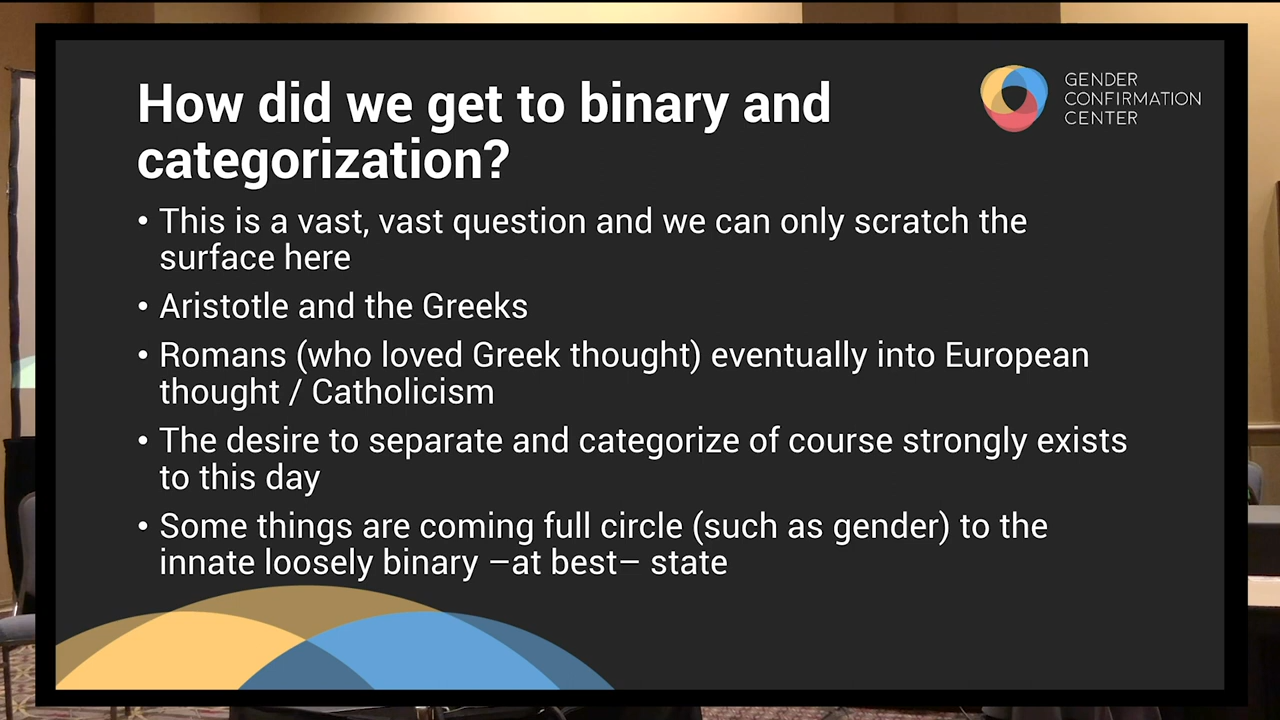 How did we get to binary and
categorization?
GENDER
CONFIRMATION
CENTER
• This is a vast, vast question and we can only scratch the
surface here
• Aristotle and the Greeks
• Romans (who loved Greek thought) eventually into European
thought / Catholicism
• The desire to separate and categorize of course strongly exists
to this day
• Some things are coming full circle (such as gender) to the
innate loosely binary –at best– state